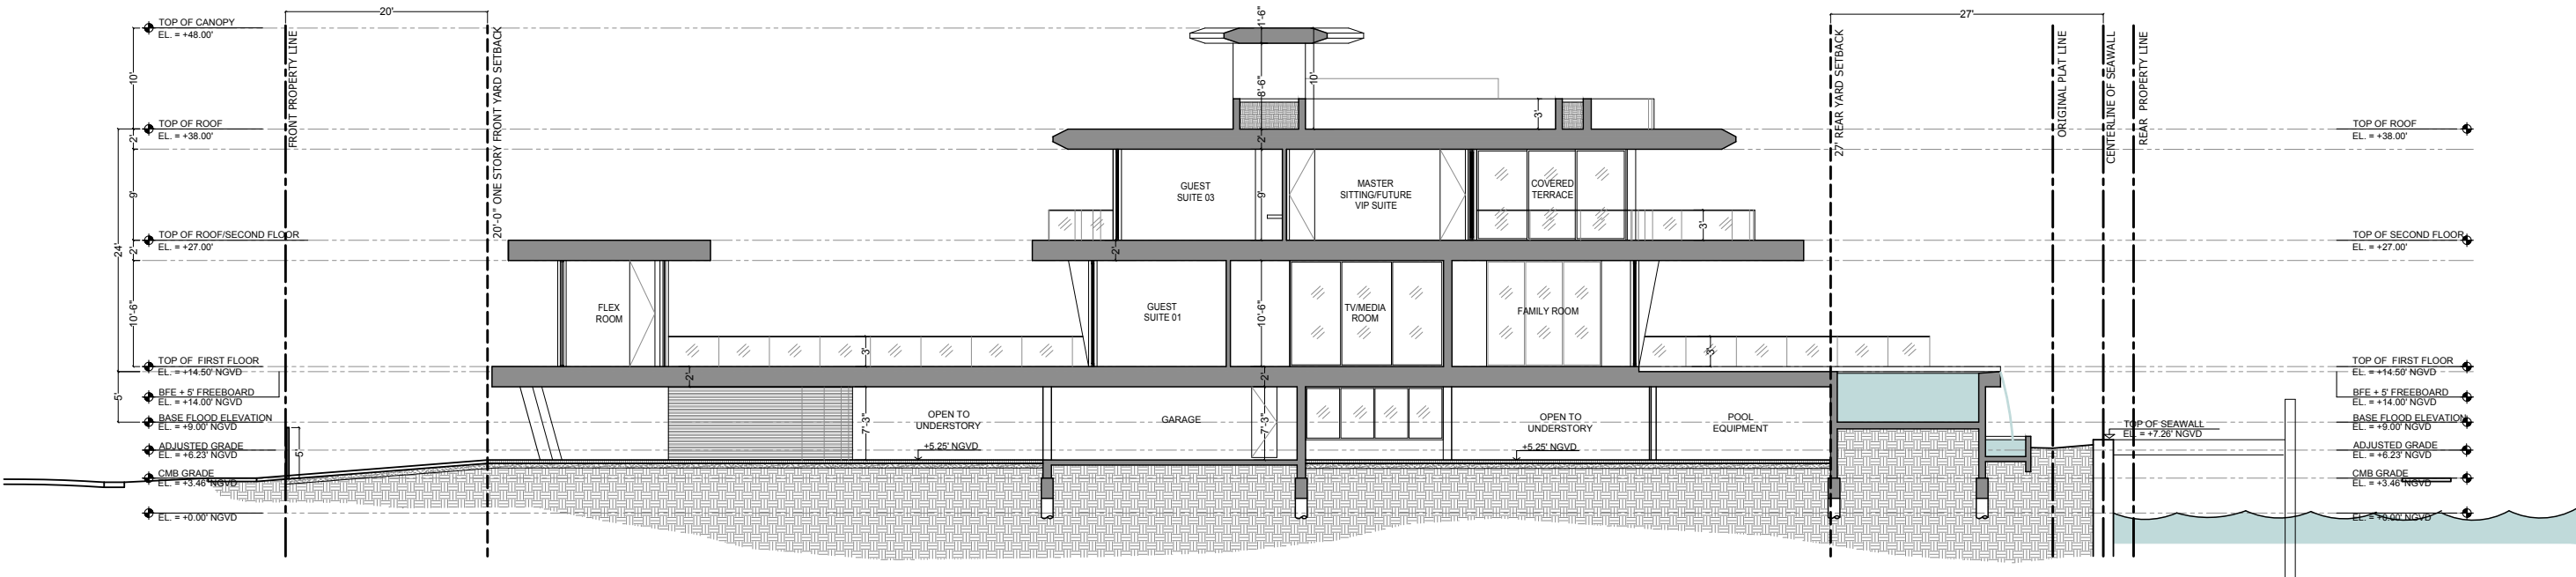 20'
27'
TOP OF CANOPY
EL. = +48.00'
TOP OF ROOF
EL. = +38.00'
TOP OF ROOF/SECOND FLOOR
EL. = +27.00'
TOP OF FIRST FLOOR
EL. = +14.50' NGVD
BFE + 5' FREEBOARD
EL. = +14.00' NGVD
BASE FLOOD ELEVATION
EL. = +9.00' NGVD
ADJUSTED GRADE
EL. = +6.23' NGVD
CMB GRADE
EL. = +3.46' NGVD
EL. = +0.00' NGVD
10'
2'
9'
2'
10'-6"
24'
5'
5'
FRONT PROPERTY LINE
20'-0" ONE STORY FRONT YARD SETBACK
1'-6"
8'-6"
10'
3'
2'
GUEST
SUITE 03
9'
MASTER
SITTING/FUTURE
VIP SUITE
COVERED
TERRACE
3'
2'
FLEX
ROOM
GUEST
SUITE 01
10'-6"
TV/MEDIA
ROOM
FAMILY ROOM
3'
3'
2'
2'
7'-3"
OPEN TO
UNDERSTORY
+5.25' NGVD
GARAGE
7'-3"
OPEN TO
UNDERSTORY
+5.25' NGVD
POOL
EQUIPMENT
27' REAR YARD SETBACK
ORIGINAL PLAT LINE
CENTERLINE OF SEAWALL
REAR PROPERTY LINE
TOP OF SEAWALL
EL. = +7.26' NGVD
TOP OF ROOF
EL. = +38.00'
TOP OF SECOND FLOOR
EL. = +27.00'
TOP OF FIRST FLOOR
EL. = +14.50' NGVD
BFE + 5' FREEBOARD
EL. = +14.00' NGVD
BASE FLOOD ELEVATION
EL. = +9.00' NGVD
ADJUSTED GRADE
EL. = +6.23' NGVD
CMB GRADE
EL. = +3.46' NGVD
EL. = +0.00' NGVD